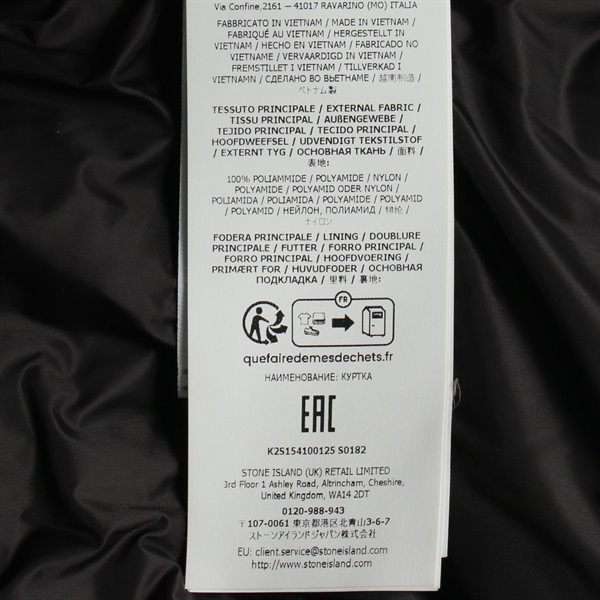 Via Confine,2161 – 41017 RAVARINO (MO) ITALIA
FABBRICATO IN VIETNAM / MADE IN VIETNAM /
FABRIQUÉ AU VIETNAM / HERGESTELLT IN
VIETNAM / HECHO EN VIETNAM / FABRICADO NO
VIETNAME / VERVAARDIGD IN VIETNAM /
FREMSTILLET I VIETNAM / TILLVERKAD I
VIETNAMN / СДЕЛАНО ВО ВЬЕТНАМЕ / 越南制造 /
ベトナム製
TESSUTO PRINCIPALE / EXTERNAL FABRIC /
TISSU PRINCIPAL / AUßENGEWEBE /
TEJIDO PRINCIPAL / TECIDO PRINCIPAL /
HOOFDWEEFSEL / UDVENDIGT TEKSTILSTOF
/ EXTERNT TYG / ОСНОВНАЯ ТКАНЬ / 面料 /
表地:
100% POLIAMMIDE / POLYAMIDE / NYLON /
POLYAMIDE / POLYAMID ODER NYLON /
POLIAMIDA / POLIAMIDA / POLYAMIDE / POLYAMID
/ POLYAMID / НЕЙЛОН, ПОЛИАМИД / 锦纶 /
ナイロン
FODERA PRINCIPALE / LINING / DOUBLURE
PRINCIPALE / FUTTER / FORRO PRINCIPAL /
FORRO PRINCIPAL / HOOFDVOERING /
PRIMÆRT FOR / HUVUDFODER / ОСНОВНАЯ
ПОДКЛАДКА / 里料 / 裏地:
FR
quefairedemesdechets.fr
НАИМЕНОВАНИЕ: КУРТКА
EAC
K2S154100125 S0182
STONE ISLAND (UK) RETAIL LIMITED
3rd Floor 1 Ashley Road, Altrincham, Cheshire,
United Kingdom, WA14 2DT
0120-988-943
〒107-0061 東京都港区北青山3-6-7
ストーンアイランドジャパン株式会社
EU: client.service@stoneisland.com
http://www.stoneisland.com